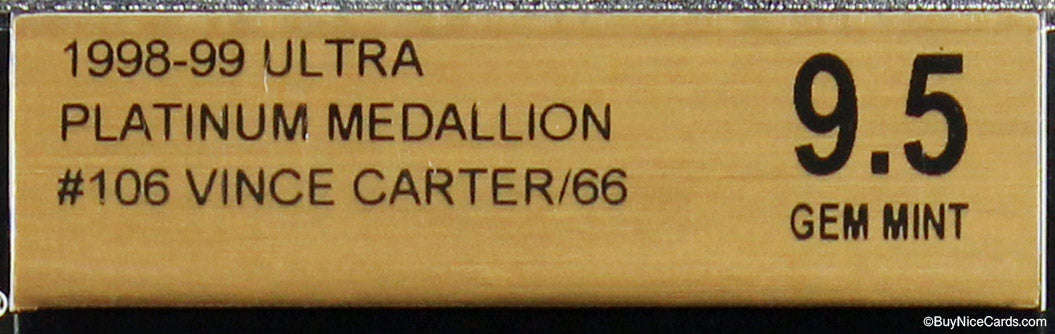 1998-99 ULTRA
PLATINUM MEDALLION
#106 VINCE CARTER/66
9.5
GEM MINT
©BuyNiceCards.com